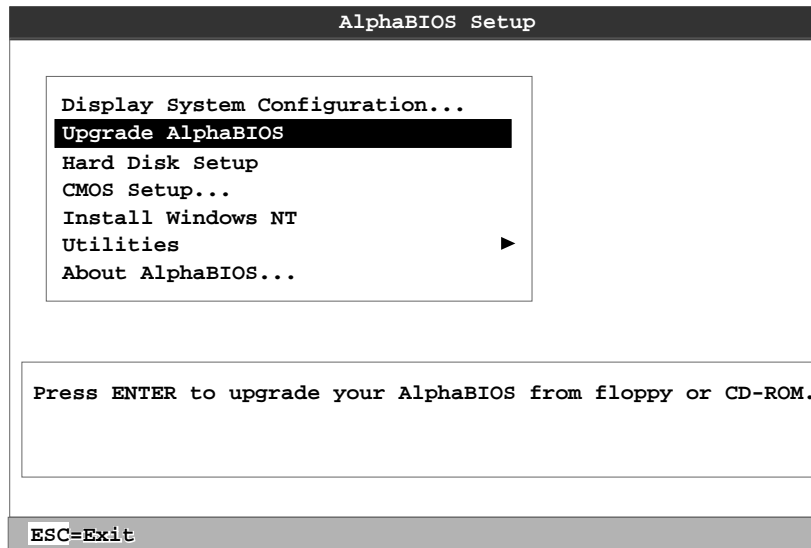 AlphaBIOS Setup
Display System Configuration...
Upgrade AlphaBIOS
Hard Disk Setup
CMOS Setup...
Install Windows NT
Utilities
About AlphaBIOS...
Press ENTER to upgrade your AlphaBIOS from floppy or CD-ROM.
ESC=Exit